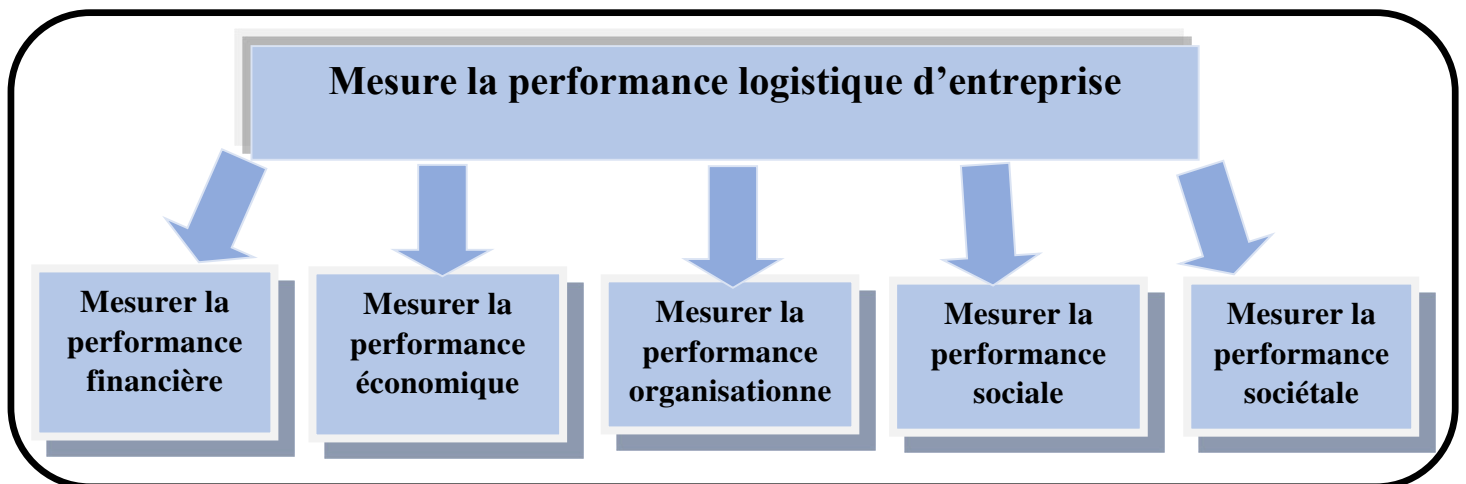 Mesure la performance logistique d’entreprise
Mesurer la
performance
financière
Mesurer la
performance
économique
Mesurer la
performance
organisationne
Mesurer la
performance
sociale
Mesurer la
performance
sociétale